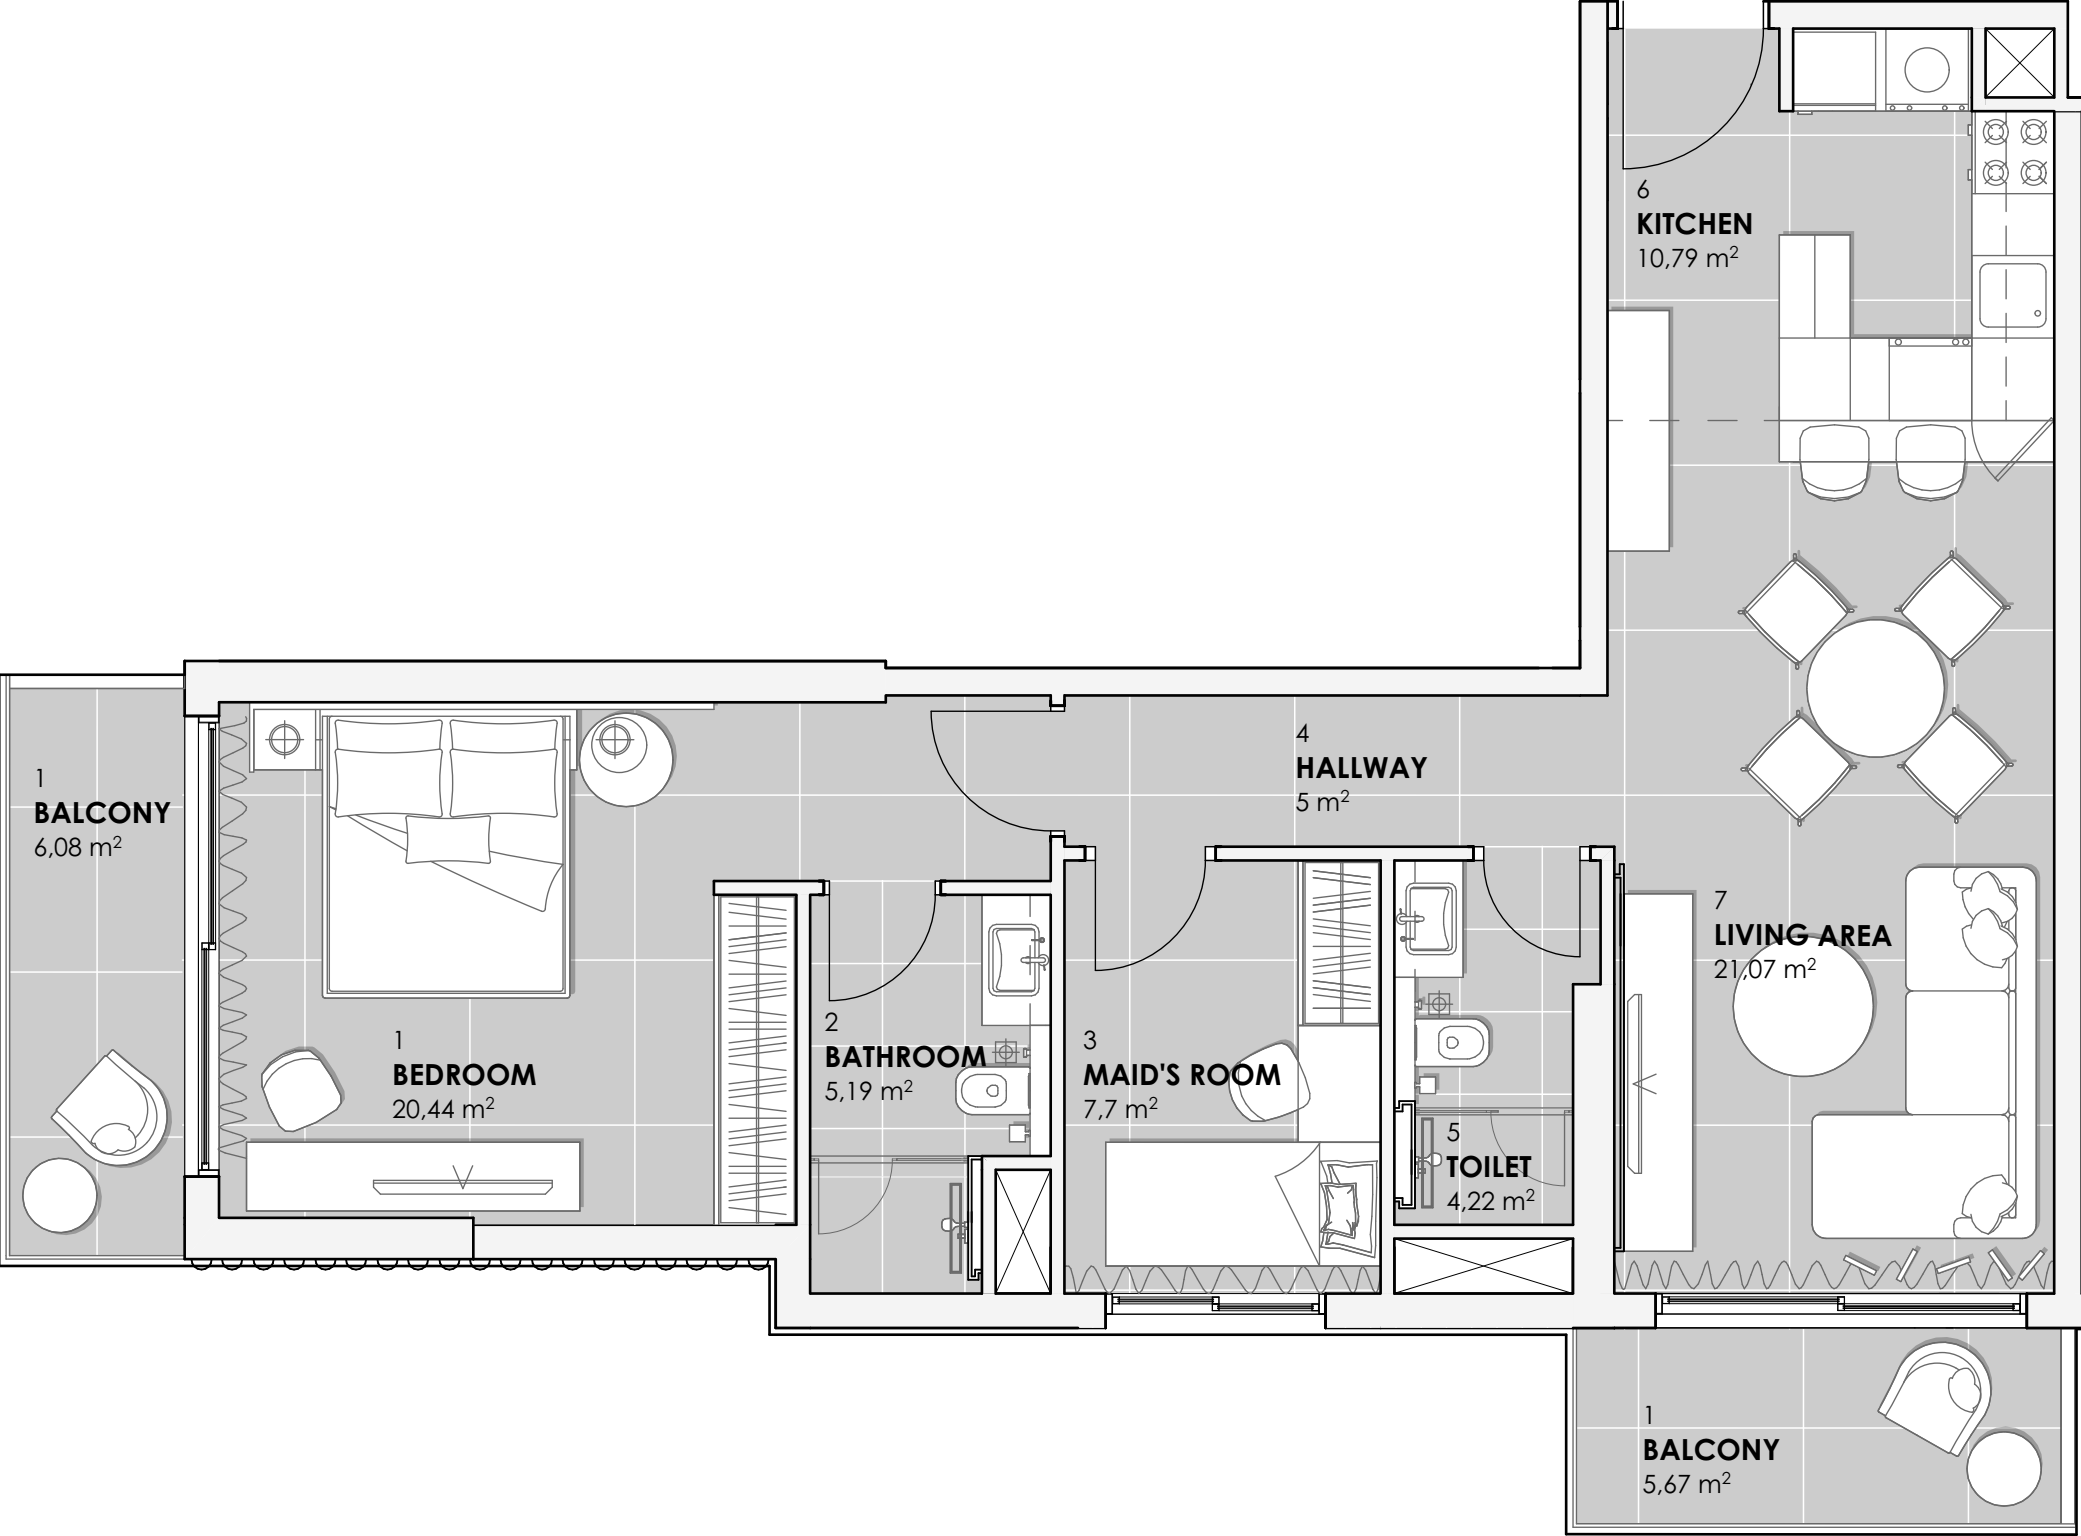 6
KITCHEN
10,79 m²
4
HALLWAY
5 m²
1
BALCONY
6,08 m²
7
LIVING AREA
21,07 m²
1
BEDROOM
20,44 m²
2
BATHROOM
5,19 m²
3
MAID'S ROOM
7,7 m²
5
TOILET
4,22 m²
1
BALCONY
5,67 m²